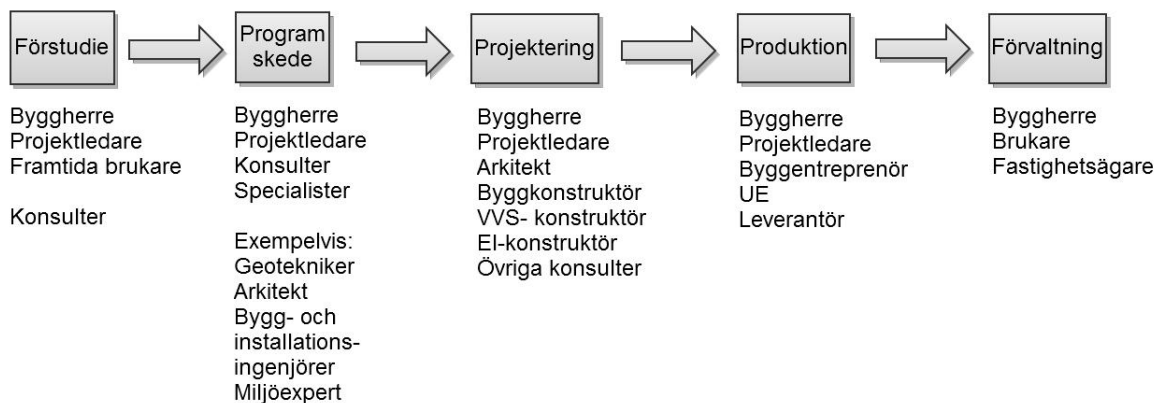 Förstudie
Byggherre
Projektledare
Framtida brukare
Konsulter
Program
skede
Byggherre
Projektledare
Konsulter
Specialister
Exempelvis:
Geotekniker
Arkitekt
Bygg- och
installations-
ingenjörer
Miljöexpert
Projektering
Byggherre
Projektledare
Arkitekt
Byggkonstruktör
VVS- konstruktör
El-konstruktör
Övriga konsulter
Produktion
Byggherre
Projektledare
Byggentreprenör
UE
Leverantör
Förvaltning
Byggherre
Brukare
Fastighetsägare